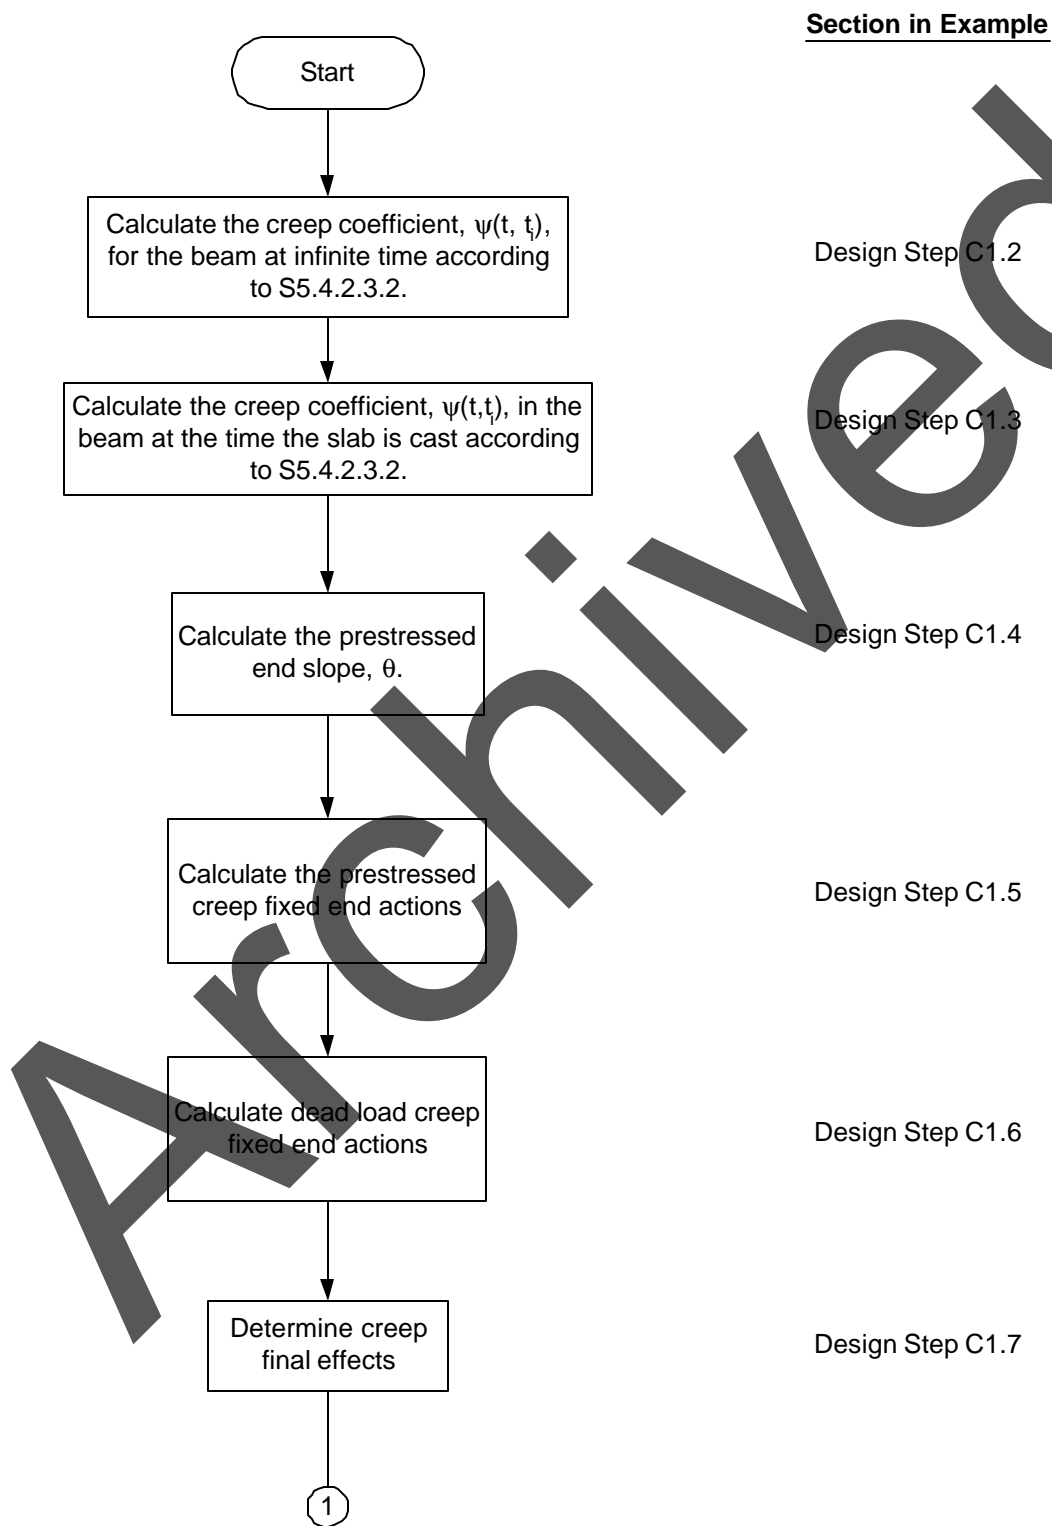 Section in Example
Start
Calculate the creep coefficient, ψ(t, tᵢ),
for the beam at infinite time according
to S5.4.2.3.2.
Design Step C1.2
Calculate the creep coefficient, ψ(t,tᵢ), in the
beam at the time the slab is cast according
to S5.4.2.3.2.
Design Step C1.3
Calculate the prestressed
end slope, θ.
Design Step C1.4
Calculate the prestressed
creep fixed end actions
Design Step C1.5
Calculate dead load creep
fixed end actions
Design Step C1.6
Determine creep
final effects
Design Step C1.7
1
Archived